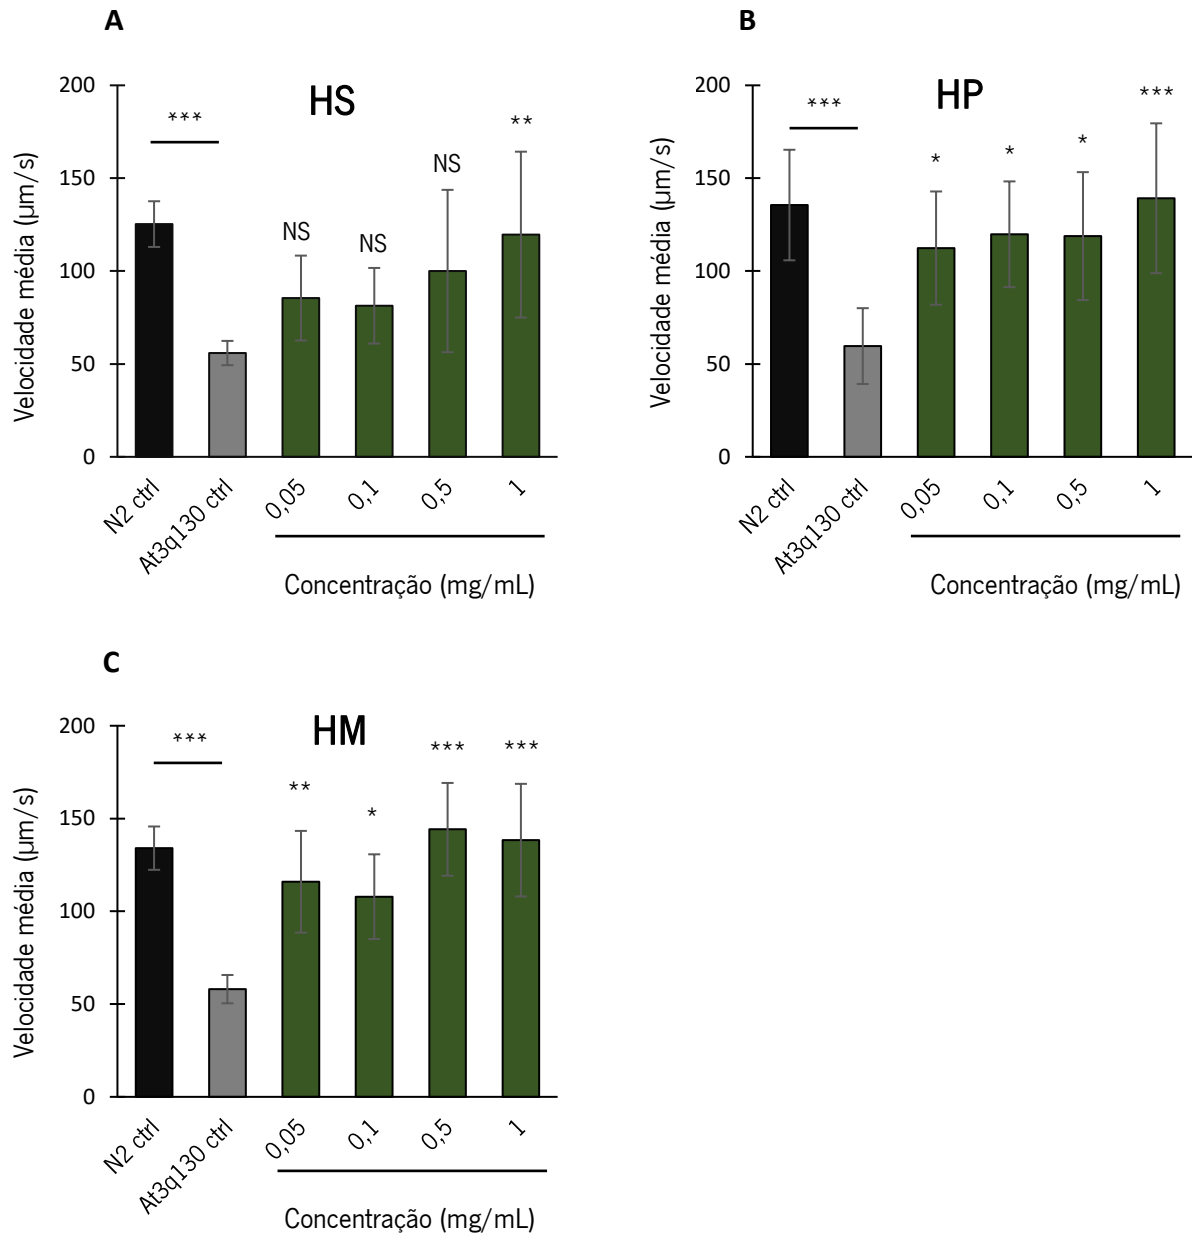 A
HS
Velocidade média (µm/s)
200
150
100
50
0
***
NS
NS
NS
**
N2 ctrl
At3q130 ctrl
0,05
0,1
0,5
1
Concentração (mg/mL)
B
HP
Velocidade média (µm/s)
200
150
100
50
0
***
*
*
*
***
N2 ctrl
At3q130 ctrl
0,05
0,1
0,5
1
Concentração (mg/mL)
C
HM
Velocidade média (µm/s)
200
150
100
50
0
***
**
*
***
***
N2 ctrl
At3q130 ctrl
0,05
0,1
0,5
1
Concentração (mg/mL)